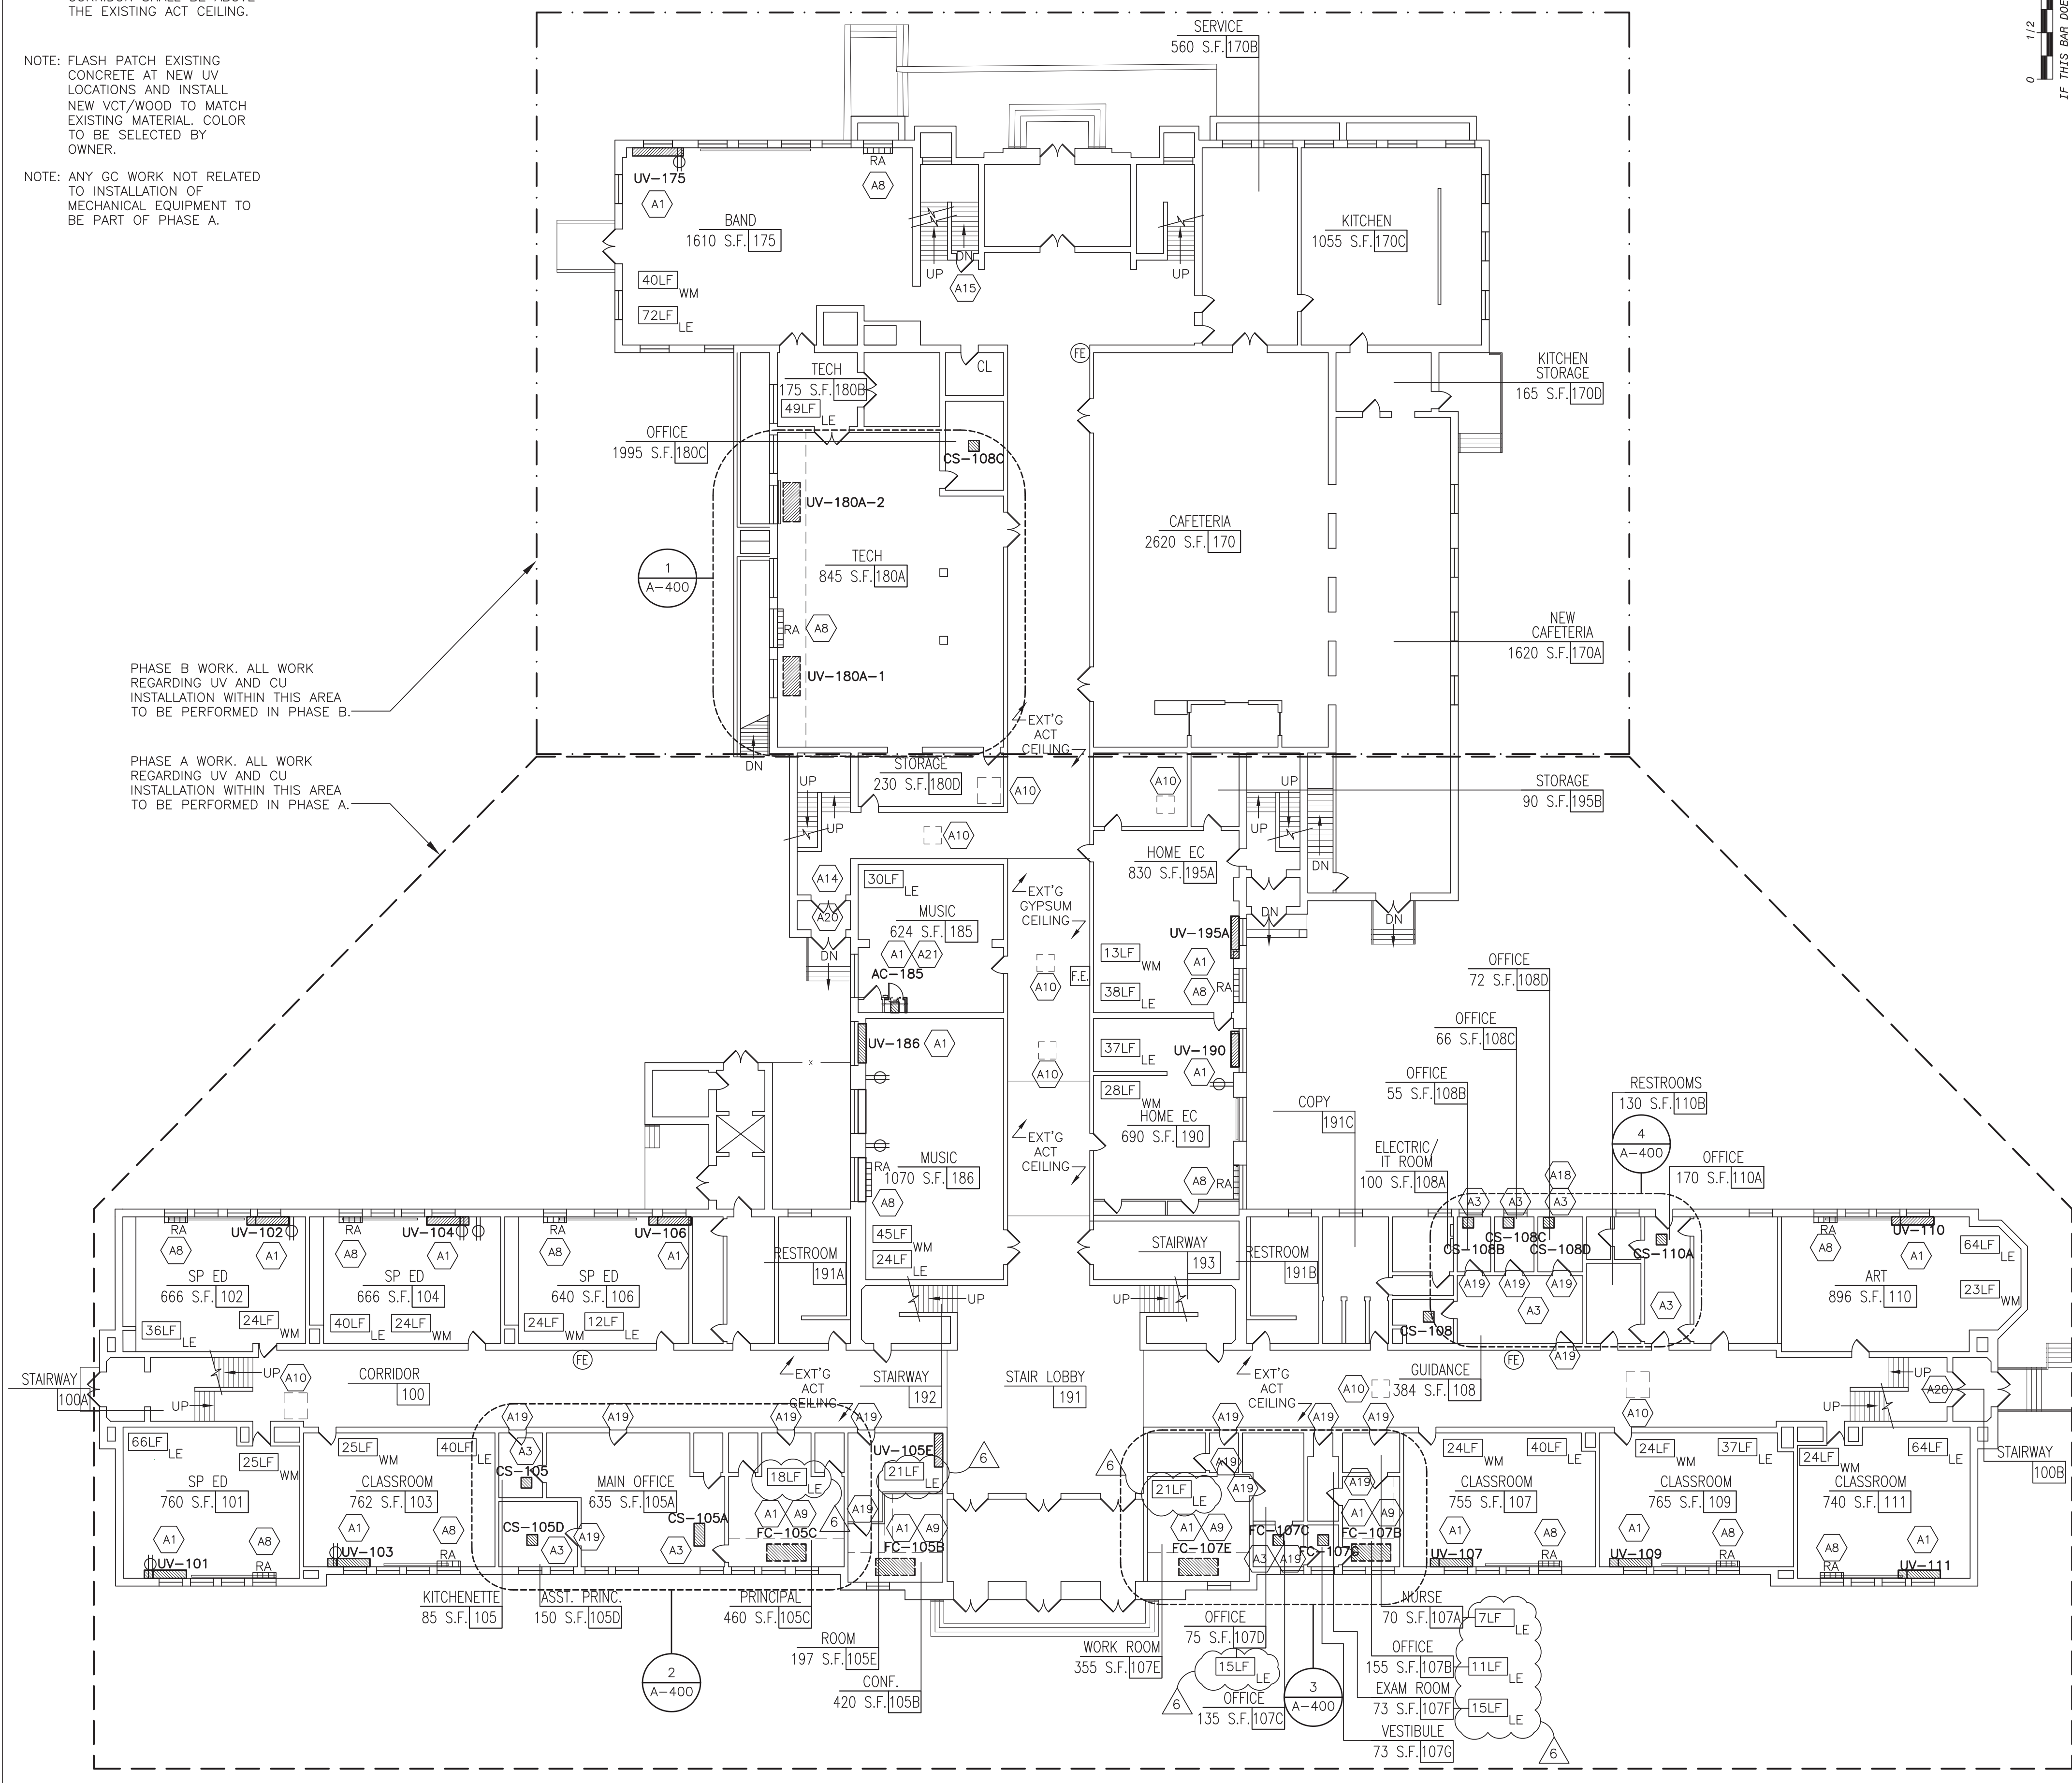 THE EXISTING ACT CEILING.
NOTE: FLASH PATCH EXISTING
CONCRETE AT NEW UV
LOCATIONS AND INSTALL
NEW VCT/WOOD TO MATCH
EXISTING MATERIAL. COLOR
TO BE SELECTED BY
OWNER.
NOTE: ANY GC WORK NOT RELATED
TO INSTALLATION OF
MECHANICAL EQUIPMENT TO
BE PART OF PHASE A.
0 1/2
IF THIS BAR DOE
SERVICE
560 S.F. 170B
UV-175
A1
RA
A8
BAND
1610 S.F. 175
KITCHEN
1055 S.F. 170C
UP
DN
UP
A15
40LF WM
72LF LE
FE
CL
TECH
175 S.F. 180B
49LF LE
KITCHEN
STORAGE
165 S.F. 170D
OFFICE
1995 S.F. 180C
CS-108C
UV-180A-2
CAFETERIA
2620 S.F. 170
TECH
845 S.F. 180A
1
A-400
RA
A8
NEW
CAFETERIA
1620 S.F. 170A
UV-180A-1
PHASE B WORK. ALL WORK
REGARDING UV AND CU
INSTALLATION WITHIN THIS AREA
TO BE PERFORMED IN PHASE B.
EXT'G
ACT
CEILING
DN
PHASE A WORK. ALL WORK
REGARDING UV AND CU
INSTALLATION WITHIN THIS AREA
TO BE PERFORMED IN PHASE A.
STORAGE
230 S.F. 180D
A10
A10
A10
STORAGE
90 S.F. 195B
UP
UP
UP
UP
DN
HOME EC
830 S.F. 195A
A14
A20
DN
30LF LE
MUSIC
624 S.F. 185
A1
A21
AC-185
EXT'G
GYPSUM
CEILING
F.E.
A10
UV-195A
13LF WM
A1
38LF LE
A8
RA
DN
DN
OFFICE
72 S.F. 108D
OFFICE
66 S.F. 108C
OFFICE
55 S.F. 108B
UV-186
A1
A10
37LF LE
UV-190
A1
28LF WM
HOME EC
690 S.F. 190
COPY
191C
ELECTRIC/
IT ROOM
100 S.F. 108A
RESTROOMS
130 S.F. 110B
4
A-400
OFFICE
170 S.F. 110A
EXT'G
ACT
CEILING
X
MUSIC
1070 S.F. 186
RA
A8
A8
RA
45LF WM
24LF LE
A18
A3
A3
A3
RA
UV-102
A8
A1
SP ED
666 S.F. 102
36LF LE
24LF WM
RA
UV-104
A8
A1
SP ED
666 S.F. 104
40LF LE
24LF WM
RA
UV-106
A8
A1
SP ED
640 S.F. 106
24LF WM
12LF LE
RESTROOM
191A
STAIRWAY
193
RESTROOM
191B
CS-108B
CS-108C
CS-108D
CS-110A
A19
A19
A19
A3
A3
CS-108
RA
UV-110
A8
A1
64LF LE
ART
896 S.F. 110
23LF WM
UP
UP
STAIRWAY
100A
UP
UP
A10
CORRIDOR
100
FE
EXT'G
ACT
CEILING
STAIRWAY
192
STAIR LOBBY
191
EXT'G
ACT
CEILING
A10
GUIDANCE
384 S.F. 108
FE
A19
A10
UP
UP
A20
STAIRWAY
100B
66LF LE
25LF WM
SP ED
760 S.F. 101
A1
A8
UV-101
RA
25LF WM
40LF LE
CLASSROOM
762 S.F. 103
A1
A8
UV-103
RA
A19
A3
CS-105
CS-105D
A3
A19
A19
MAIN OFFICE
635 S.F. 105A
CS-105A
A3
A19
18LF LE
A1
A9
FC-105C
6
A19
UV-105E
21LF LE
6
A19
A1
A9
FC-105B
6
21LF LE
A1
A9
FC-107E
A19
A19
A19
FC-107C
A3
A19
A19
FC-107G
A19
A19
A1
A9
FC-107B
24LF WM
40LF LE
CLASSROOM
755 S.F. 107
A1
A8
UV-107
RA
24LF WM
37LF LE
CLASSROOM
765 S.F. 109
A1
A8
UV-109
RA
24LF WM
64LF LE
CLASSROOM
740 S.F. 111
A8
A1
RA
UV-111
KITCHENETTE
85 S.F. 105
ASST. PRINC.
150 S.F. 105D
PRINCIPAL
460 S.F. 105C
ROOM
197 S.F. 105E
CONF.
420 S.F. 105B
2
A-400
WORK ROOM
355 S.F. 107E
OFFICE
75 S.F. 107D
15LF LE
6
OFFICE
135 S.F. 107C
3
A-400
NURSE
70 S.F. 107A
7LF LE
OFFICE
155 S.F. 107B
11LF LE
EXAM ROOM
73 S.F. 107F
15LF LE
VESTIBULE
73 S.F. 107G
6